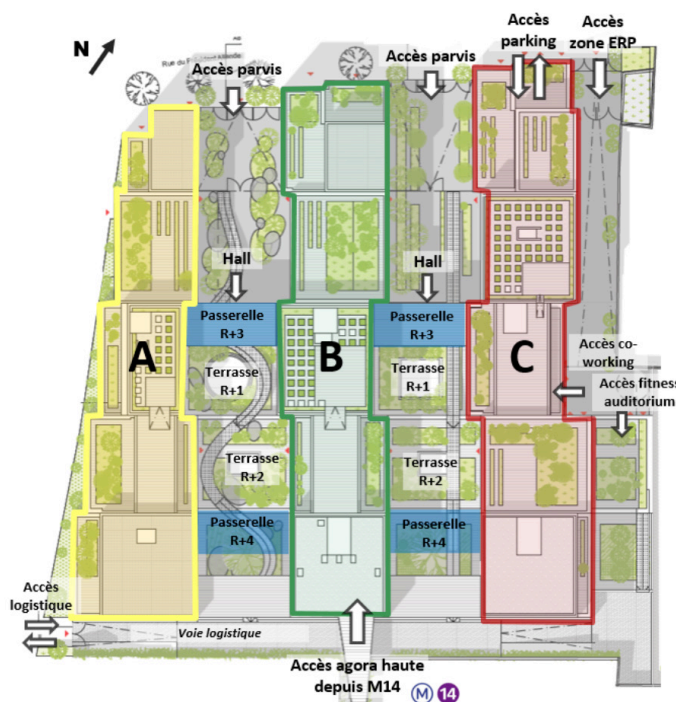 N
Accès parvis
Accès parvis
Accès
parking
Accès
zone ERP
Hall
Hall
Passerelle
R+3
Passerelle
R+3
A
B
C
Terrasse
R+1
Terrasse
R+1
Accès co-
working
Accès fitness
auditorium
Terrasse
R+2
Terrasse
R+2
Passerelle
R+4
Passerelle
R+4
Accès
logistique
Voie logistique
Accès agora haute
depuis M14
M 14